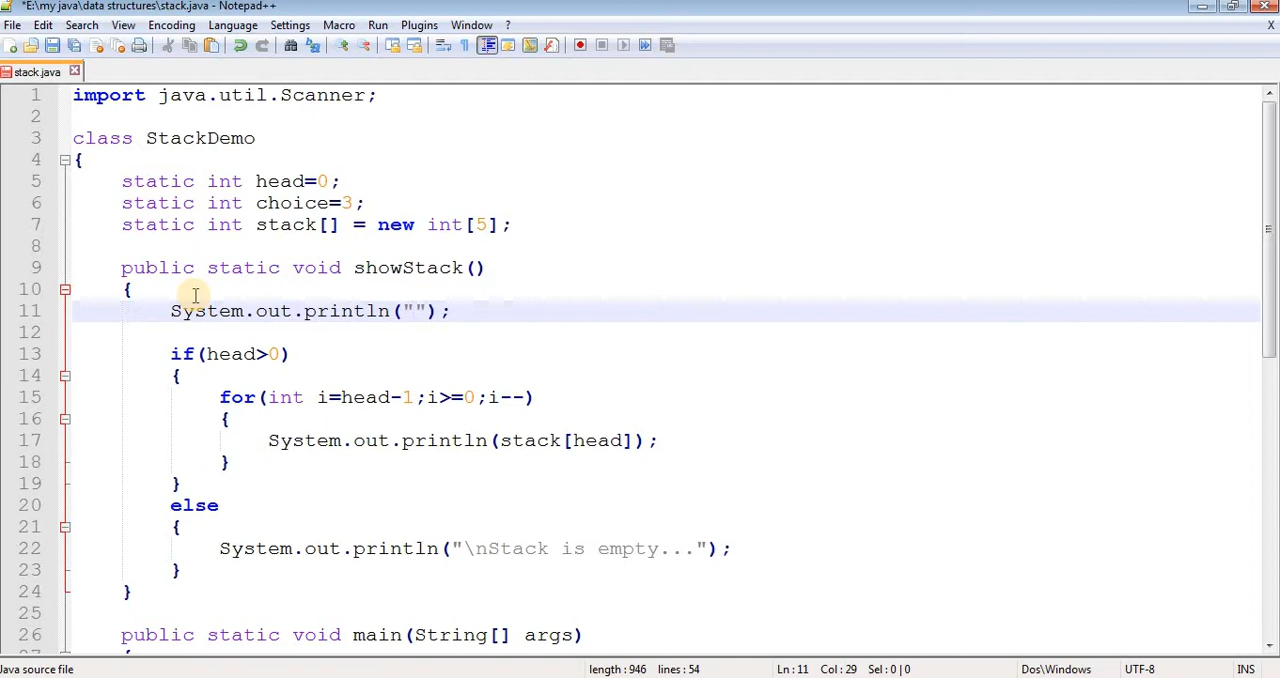 *E:\my java\data structures\stack.java - Notepad++
File Edit Search View Encoding Language Settings Macro Run Plugins Window ? X
stack.java
1 import java.util.Scanner;
2
3 class StackDemo
4 {
5 static int head=0;
6 static int choice=3;
7 static int stack[] = new int[5];
8
9 public static void showStack()
10 {
11 System.out.println("");
12
13 if(head>0)
14 {
15 for(int i=head-1;i>=0;i--)
16 {
17 System.out.println(stack[head]);
18 }
19 }
20 else
21 {
22 System.out.println("\nStack is empty...");
23 }
24 }
25
26 public static void main(String[] args)
27 {
Java source file length : 946 lines : 54 Ln : 11 Col : 29 Sel : 0 | 0 Dos\Windows UTF-8 INS